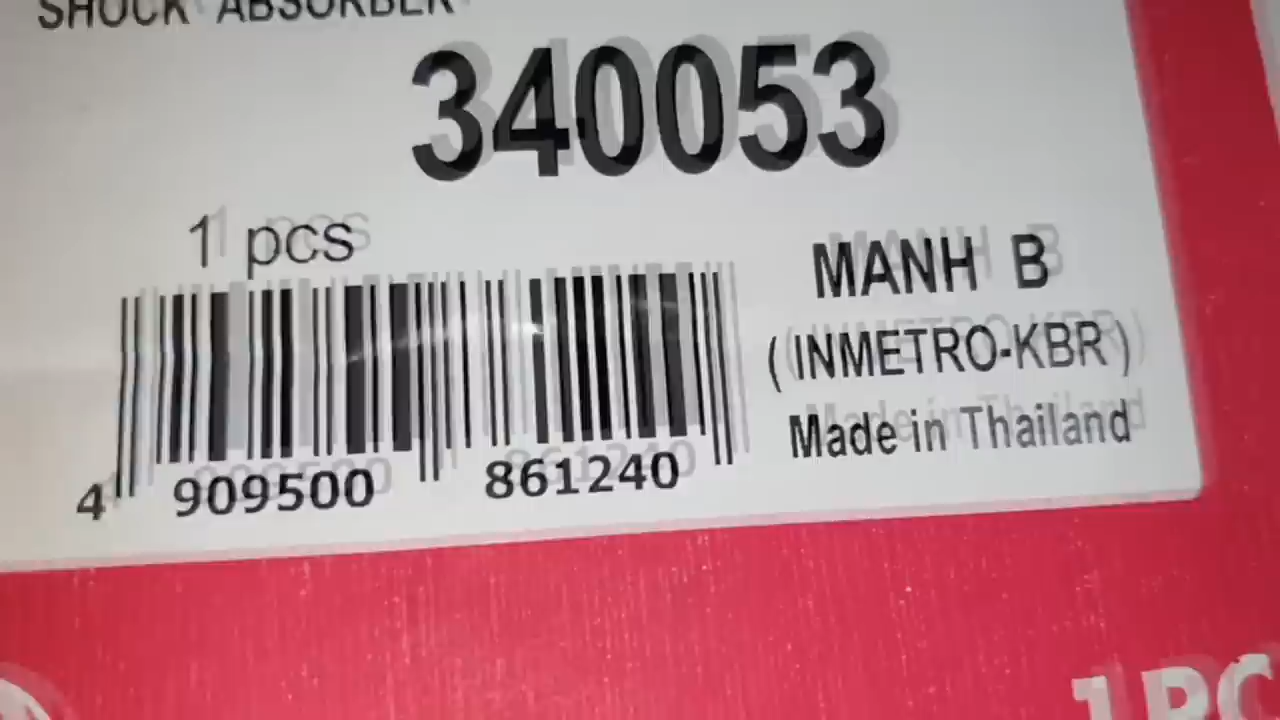 SHOCK ABSORBER
340053
1 pcs
MANH B
(INMETRO-KBR)
Made in Thailand
4 909500 861240
1PC